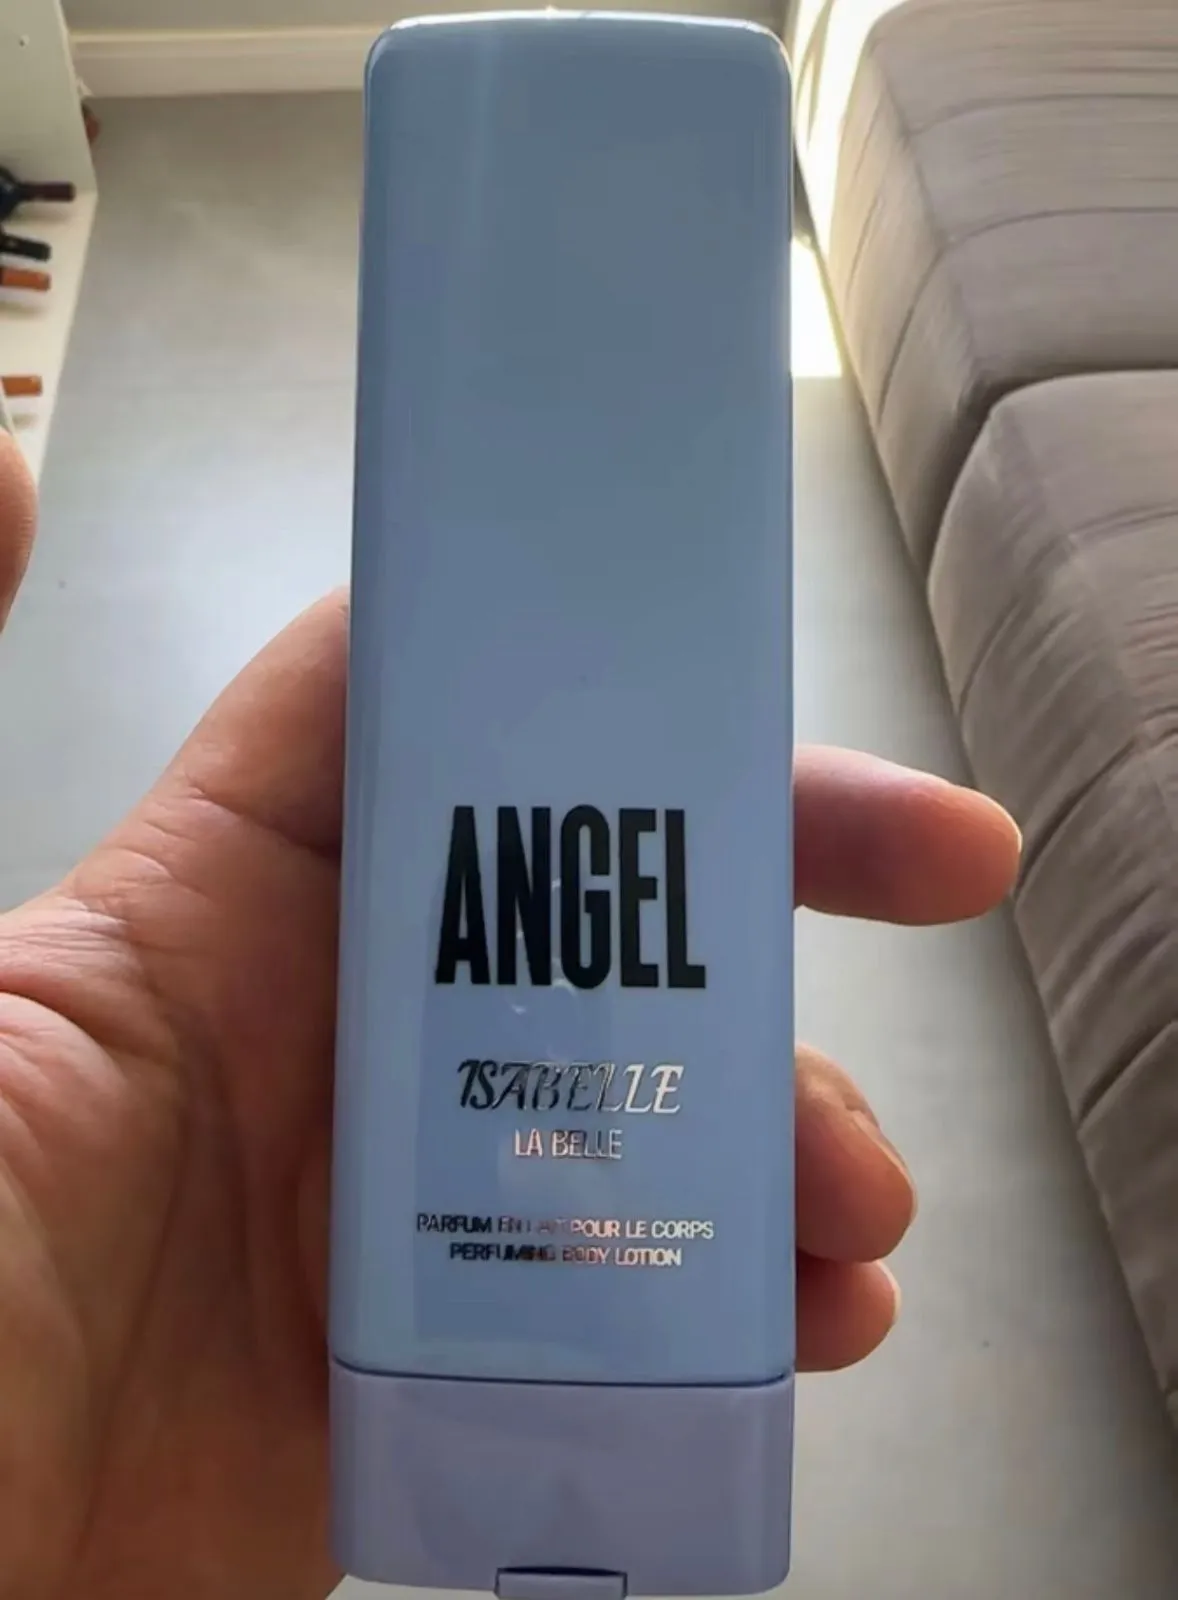 ANGEL
ISABELLE
LA BELLE
PARFUM EN LAIT POUR LE CORPS
PERFUMING BODY LOTION